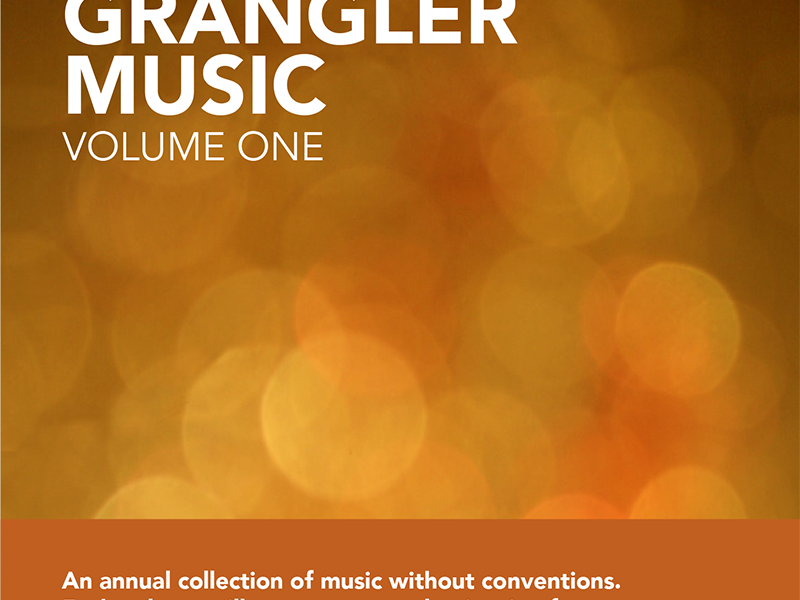 GRANGLER
MUSIC
VOLUME ONE
An annual collection of music without conventions.